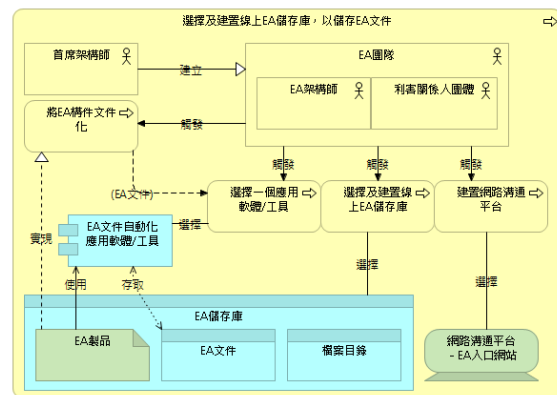 選擇及建置線上EA儲存庫，以儲存EA文件
首席架構師
建立
EA團隊
EA架構師
利害關係人團體
將EA構件文件
化
觸發
觸發
觸發
觸發
(EA文件)
選擇一個應用
軟體/工具
選擇及建置線
上EA儲存庫
建置網路溝通
平台
EA文件自動化
應用軟體/工具
選擇
實現
使用
存取
選擇
選擇
EA儲存庫
EA製品
EA文件
檔案目錄
網路溝通平台
- EA入口網站